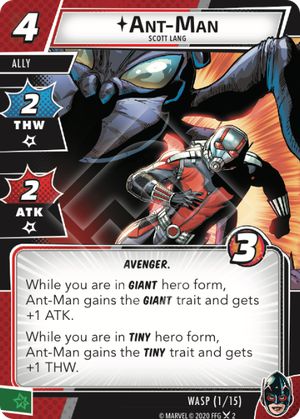 4
ANT-MAN
SCOTT LANG
ALLY
2
THW
2
ATK
3
AVENGER.
While you are in GIANT hero form,
Ant-Man gains the GIANT trait and gets
+1 ATK.
While you are in TINY hero form,
Ant-Man gains the TINY trait and gets
+1 THW.
WASP (1/15)
© MARVEL © 2020 FFG 2